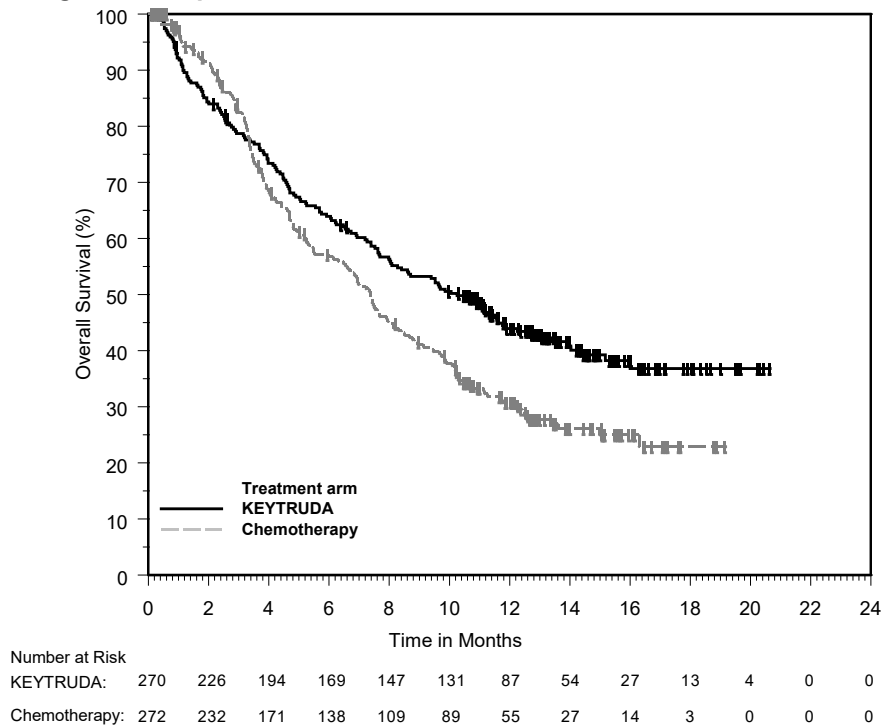 Overall Survival (%)
100
90
80
70
60
50
40
30
20
10
0
Treatment arm
KEYTRUDA
Chemotherapy
0 2 4 6 8 10 12 14 16 18 20 22 24
Time in Months
Number at Risk
KEYTRUDA: 270 226 194 169 147 131 87 54 27 13 4 0 0
Chemotherapy: 272 232 171 138 109 89 55 27 14 3 0 0 0